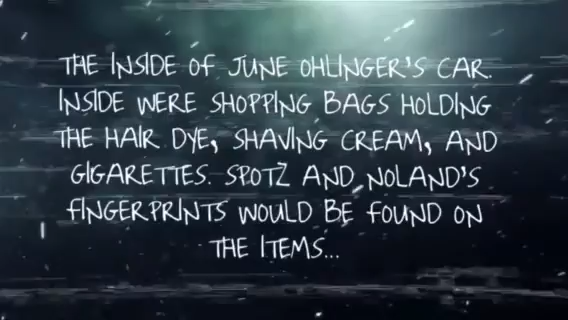 THE INSIDE OF JUNE OHLINGER'S CAR.
INSIDE WERE SHOPPING BAGS HOLDING
THE HAIR DYE, SHAVING CREAM, AND
GIGARETTES. SPOTZ AND NOLAND'S
FINGERPRINTS WOULD BE FOUND ON
THE ITEMS...